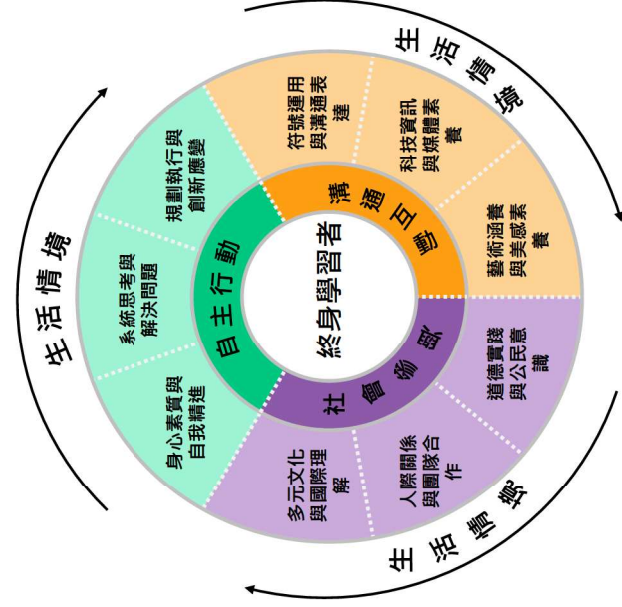 生活情境
生活情境
生活情境
自主行動
溝通互動
社會參與
終身學習者
身心素質與
自我精進
系統思考與
解決問題
規劃執行與
創新應變
符號運用
與溝通表
達
科技資訊
與媒體素
養
藝術涵養
與美感素
養
道德實踐
與公民意
識
人際關係
與團隊合
作
多元文化
與國際理
解